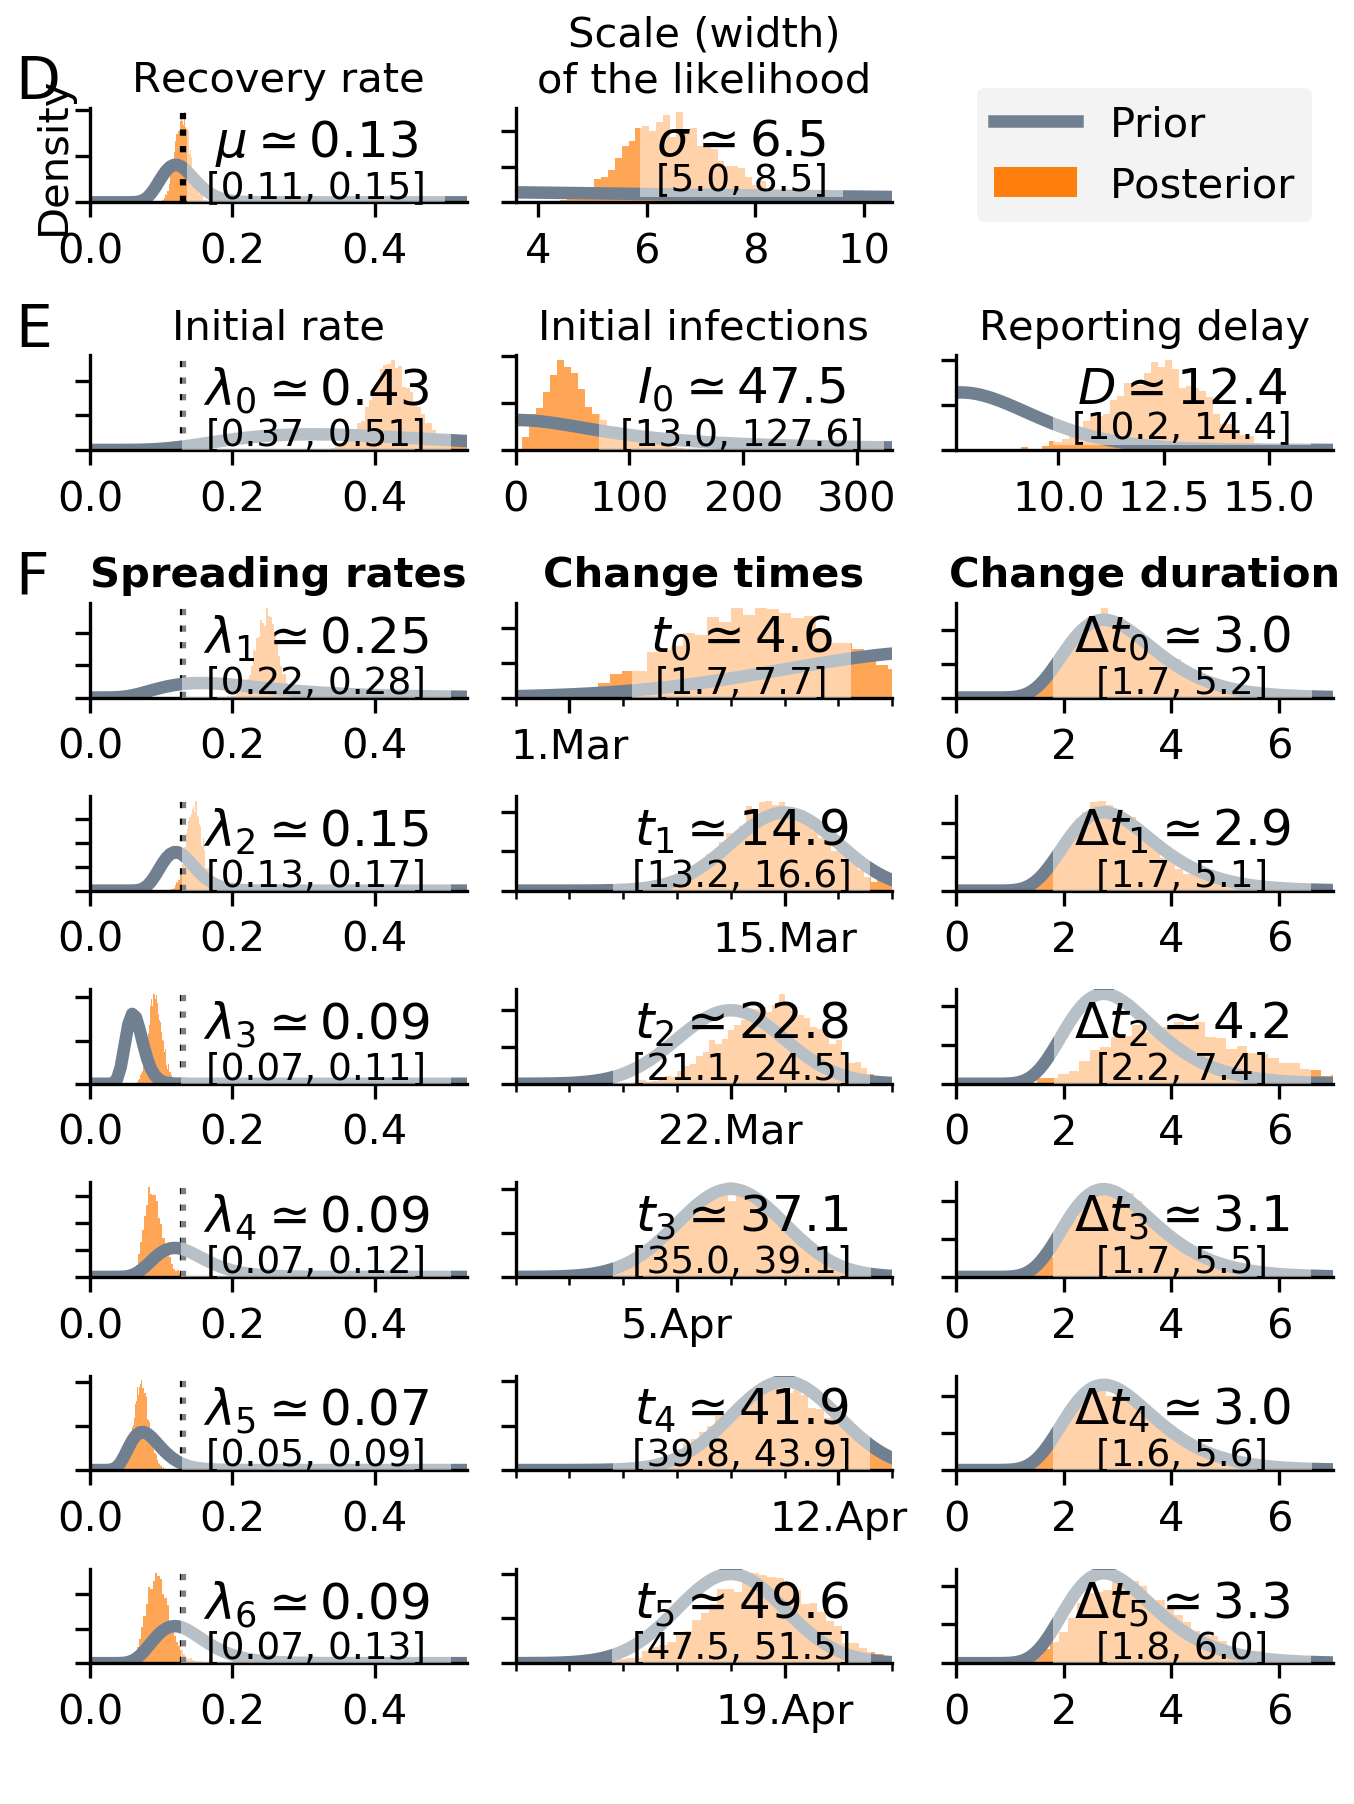 D
Recovery rate
Scale (width)
of the likelihood
Density
μ ≃ 0.13
[0.11, 0.15]
0.0 0.2 0.4
σ ≃ 6.5
[5.0, 8.5]
4 6 8 10
Prior
Posterior
E
Initial rate
Initial infections
Reporting delay
λ0 ≃ 0.43
[0.37, 0.51]
0.0 0.2 0.4
I0 ≃ 47.5
[13.0, 127.6]
0 100 200 300
D ≃ 12.4
[10.2, 14.4]
10.0 12.5 15.0
F
Spreading rates
Change times
Change duration
λ1 ≃ 0.25
[0.22, 0.28]
0.0 0.2 0.4
t0 ≃ 4.6
[1.7, 7.7]
1.Mar
Δt0 ≃ 3.0
[1.7, 5.2]
0 2 4 6
λ2 ≃ 0.15
[0.13, 0.17]
0.0 0.2 0.4
t1 ≃ 14.9
[13.2, 16.6]
15.Mar
Δt1 ≃ 2.9
[1.7, 5.1]
0 2 4 6
λ3 ≃ 0.09
[0.07, 0.11]
0.0 0.2 0.4
t2 ≃ 22.8
[21.1, 24.5]
22.Mar
Δt2 ≃ 4.2
[2.2, 7.4]
0 2 4 6
λ4 ≃ 0.09
[0.07, 0.12]
0.0 0.2 0.4
t3 ≃ 37.1
[35.0, 39.1]
5.Apr
Δt3 ≃ 3.1
[1.7, 5.5]
0 2 4 6
λ5 ≃ 0.07
[0.05, 0.09]
0.0 0.2 0.4
t4 ≃ 41.9
[39.8, 43.9]
12.Apr
Δt4 ≃ 3.0
[1.6, 5.6]
0 2 4 6
λ6 ≃ 0.09
[0.07, 0.13]
0.0 0.2 0.4
t5 ≃ 49.6
[47.5, 51.5]
19.Apr
Δt5 ≃ 3.3
[1.8, 6.0]
0 2 4 6